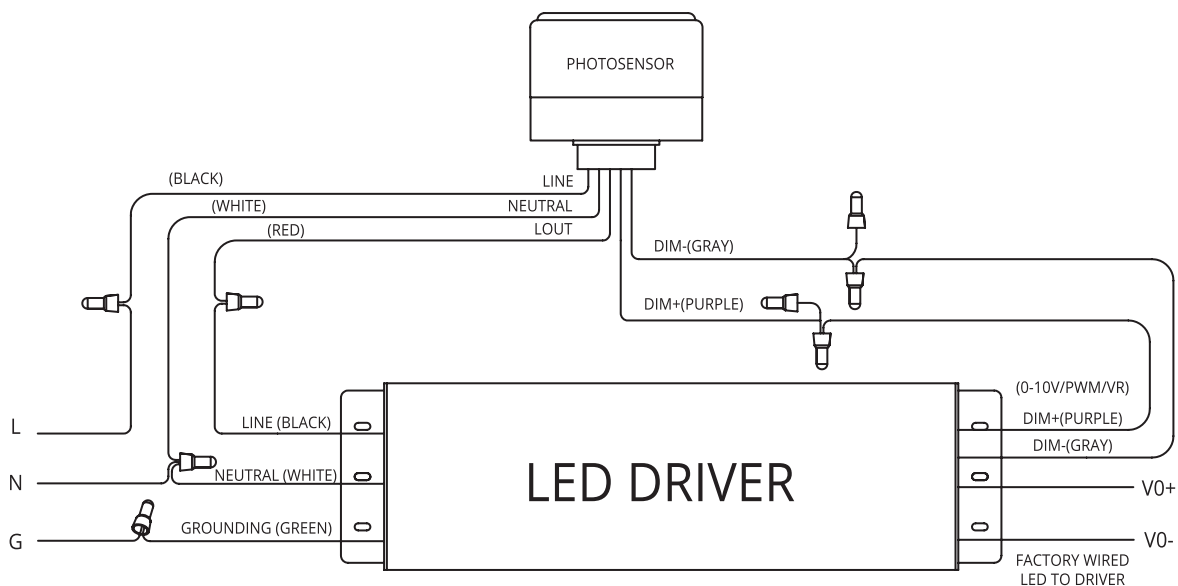 PHOTOSENSOR
(BLACK)
LINE
(WHITE)
NEUTRAL
(RED)
LOUT
DIM-(GRAY)
DIM+(PURPLE)
(0-10V/PWM/VR)
L
LINE (BLACK)
DIM+(PURPLE)
DIM-(GRAY)
N
NEUTRAL (WHITE)
LED DRIVER
V0+
G
GROUNDING (GREEN)
V0-
FACTORY WIRED
LED TO DRIVER